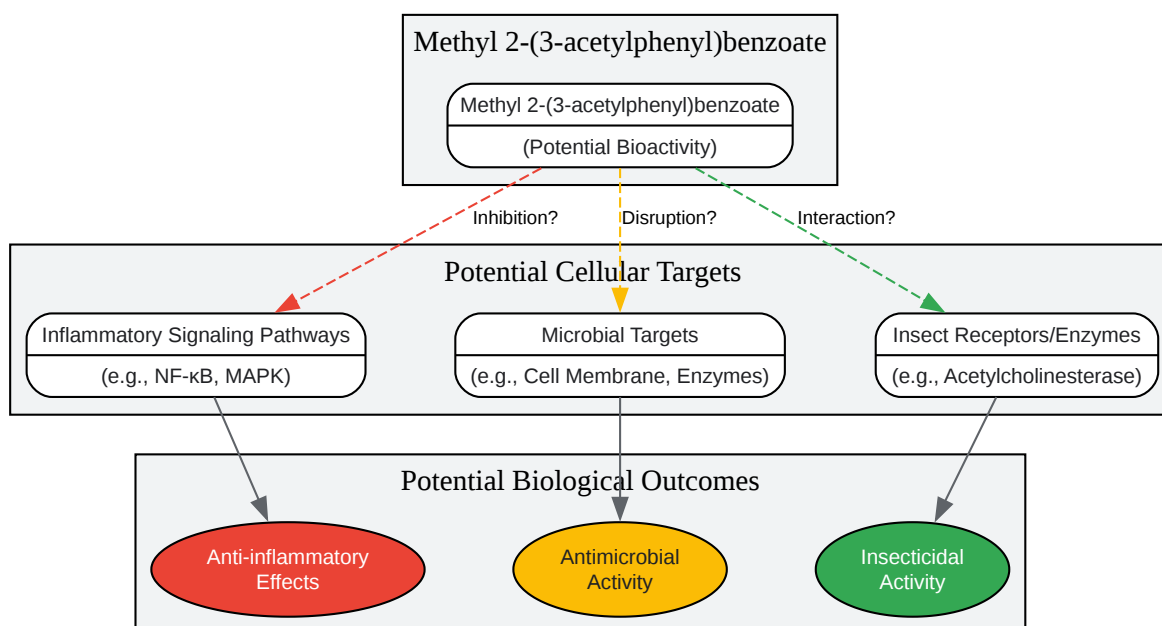 Methyl 2-(3-acetylphenyl)benzoate
Methyl 2-(3-acetylphenyl)benzoate
(Potential Bioactivity)
Inhibition?
Disruption?
Interaction?
Potential Cellular Targets
Inflammatory Signaling Pathways
(e.g., NF-κB, MAPK)
Microbial Targets
(e.g., Cell Membrane, Enzymes)
Insect Receptors/Enzymes
(e.g., Acetylcholinesterase)
Potential Biological Outcomes
Anti-inflammatory
Effects
Antimicrobial
Activity
Insecticidal
Activity